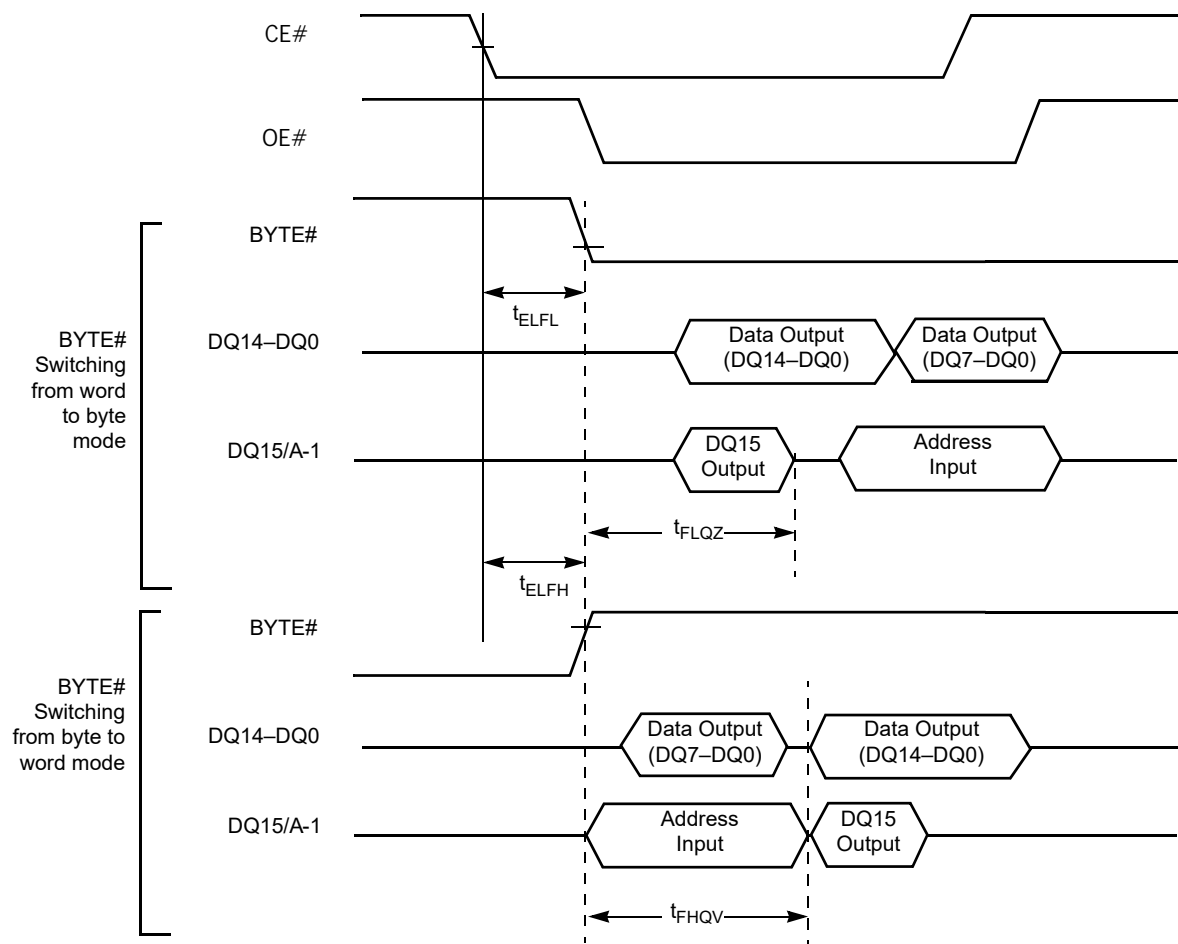 CE#
OE#
BYTE#
tELFL
BYTE#
Switching
from word
to byte
mode
DQ14–DQ0
Data Output
(DQ14–DQ0)
Data Output
(DQ7–DQ0)
DQ15/A-1
DQ15
Output
Address
Input
tFLQZ
tELFH
BYTE#
BYTE#
Switching
from byte to
word mode
DQ14–DQ0
Data Output
(DQ7–DQ0)
Data Output
(DQ14–DQ0)
DQ15/A-1
Address
Input
DQ15
Output
tFHQV